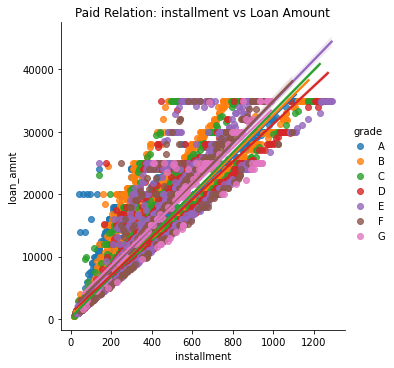 Paid Relation: installment vs Loan Amount
40000
30000
20000
10000
0
loan_amnt
0 200 400 600 800 1000 1200
installment
grade
A
B
C
D
E
F
G